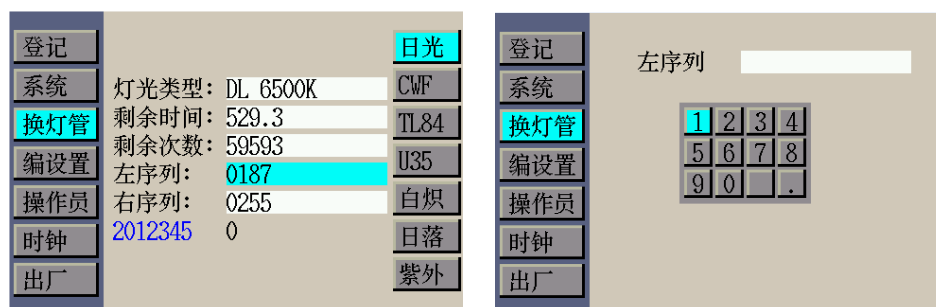 登记
系统
换灯管
编设置
操作员
时钟
出厂
灯光类型: DL 6500K
剩余时间: 529.3
剩余次数: 59593
左序列: 0187
右序列: 0255
2012345 0
日光
CWF
TL84
U35
白炽
日落
紫外
登记
系统
换灯管
编设置
操作员
时钟
出厂
左序列
1 2 3 4
5 6 7 8
9 0 .